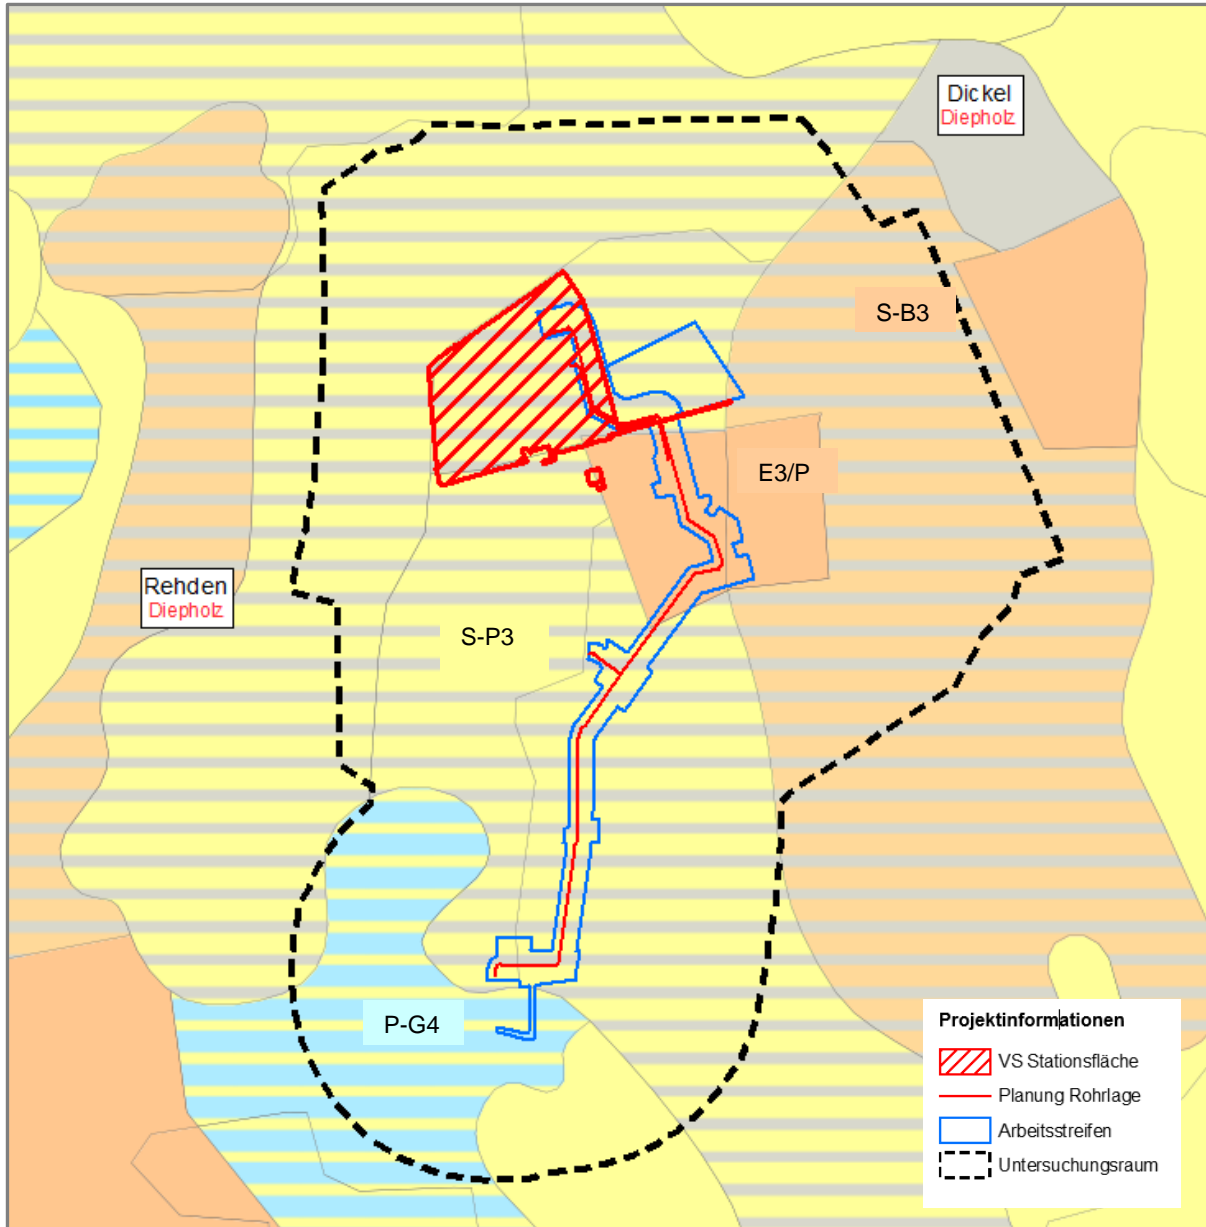 Dickel
Diepholz
S-B3
E3/P
Rehden
Diepholz
S-P3
P-G4
Projektinformationen
VS Stationsfläche
Planung Rohrlage
Arbeitsstreifen
Untersuchungsraum